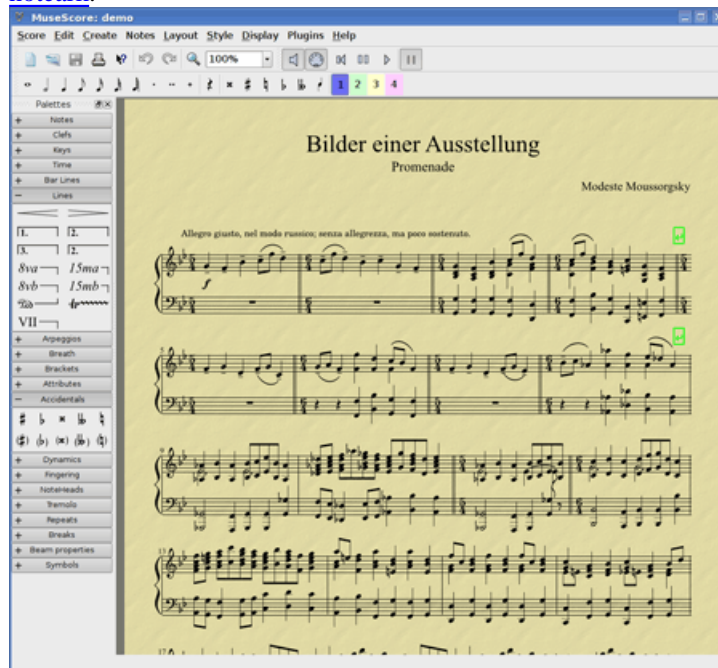 MuseScore: demo
Score Edit Create Notes Layout Style Display Plugins Help
100%
1 2 3 4
Palettes
Notes
Clefs
Keys
Time
Bar Lines
Lines
1. 2.
3. 2.
8va 15ma
8vb 15mb
VII
Arpeggios
Breath
Brackets
Attributes
Accidentals
Dynamics
Fingering
NoteHeads
Tremolo
Repeats
Breaks
Beam properties
Symbols
Bilder einer Ausstellung
Promenade
Modeste Moussorgsky
Allegro giusto, nel modo russico; senza allegrezza, ma poco sostenuto.
f
5
13